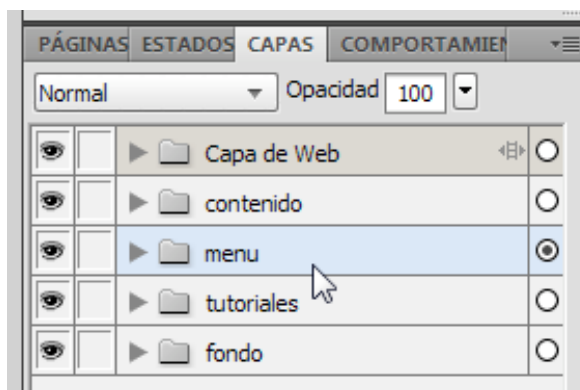 PÁGINAS ESTADOS CAPAS COMPORTAMIEN
Normal Opacidad 100
Capa de Web
contenido
menu
tutoriales
fondo